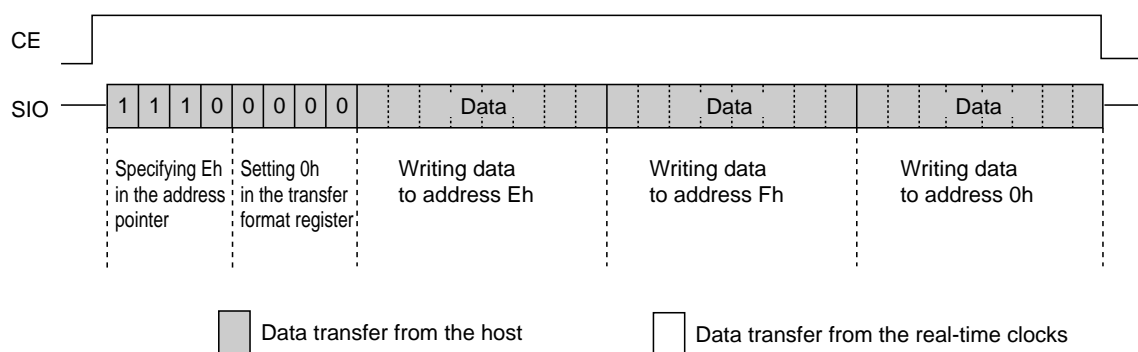 CE
SIO 1 1 1 0 0 0 0 0 Data Data Data
Specifying Eh
in the address
pointer
Setting 0h
in the transfer
format register
Writing data
to address Eh
Writing data
to address Fh
Writing data
to address 0h
Data transfer from the host
Data transfer from the real-time clocks